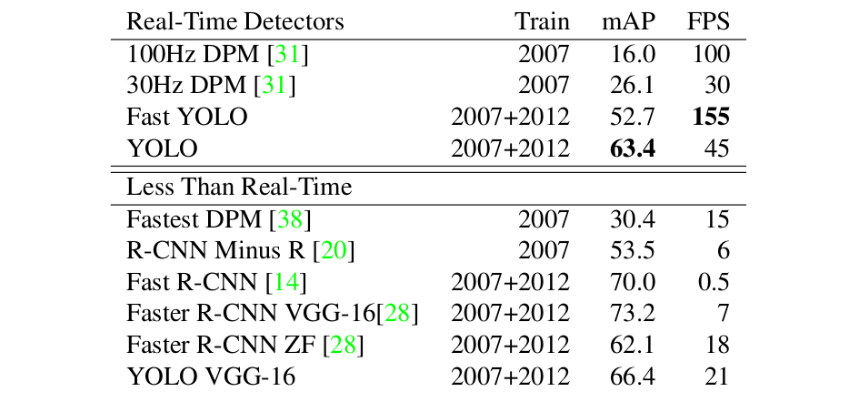 Real-Time Detectors Train mAP FPS
100Hz DPM [31] 2007 16.0 100
30Hz DPM [31] 2007 26.1 30
Fast YOLO 2007+2012 52.7 155
YOLO 2007+2012 63.4 45
Less Than Real-Time
Fastest DPM [38] 2007 30.4 15
R-CNN Minus R [20] 2007 53.5 6
Fast R-CNN [14] 2007+2012 70.0 0.5
Faster R-CNN VGG-16[28] 2007+2012 73.2 7
Faster R-CNN ZF [28] 2007+2012 62.1 18
YOLO VGG-16 2007+2012 66.4 21